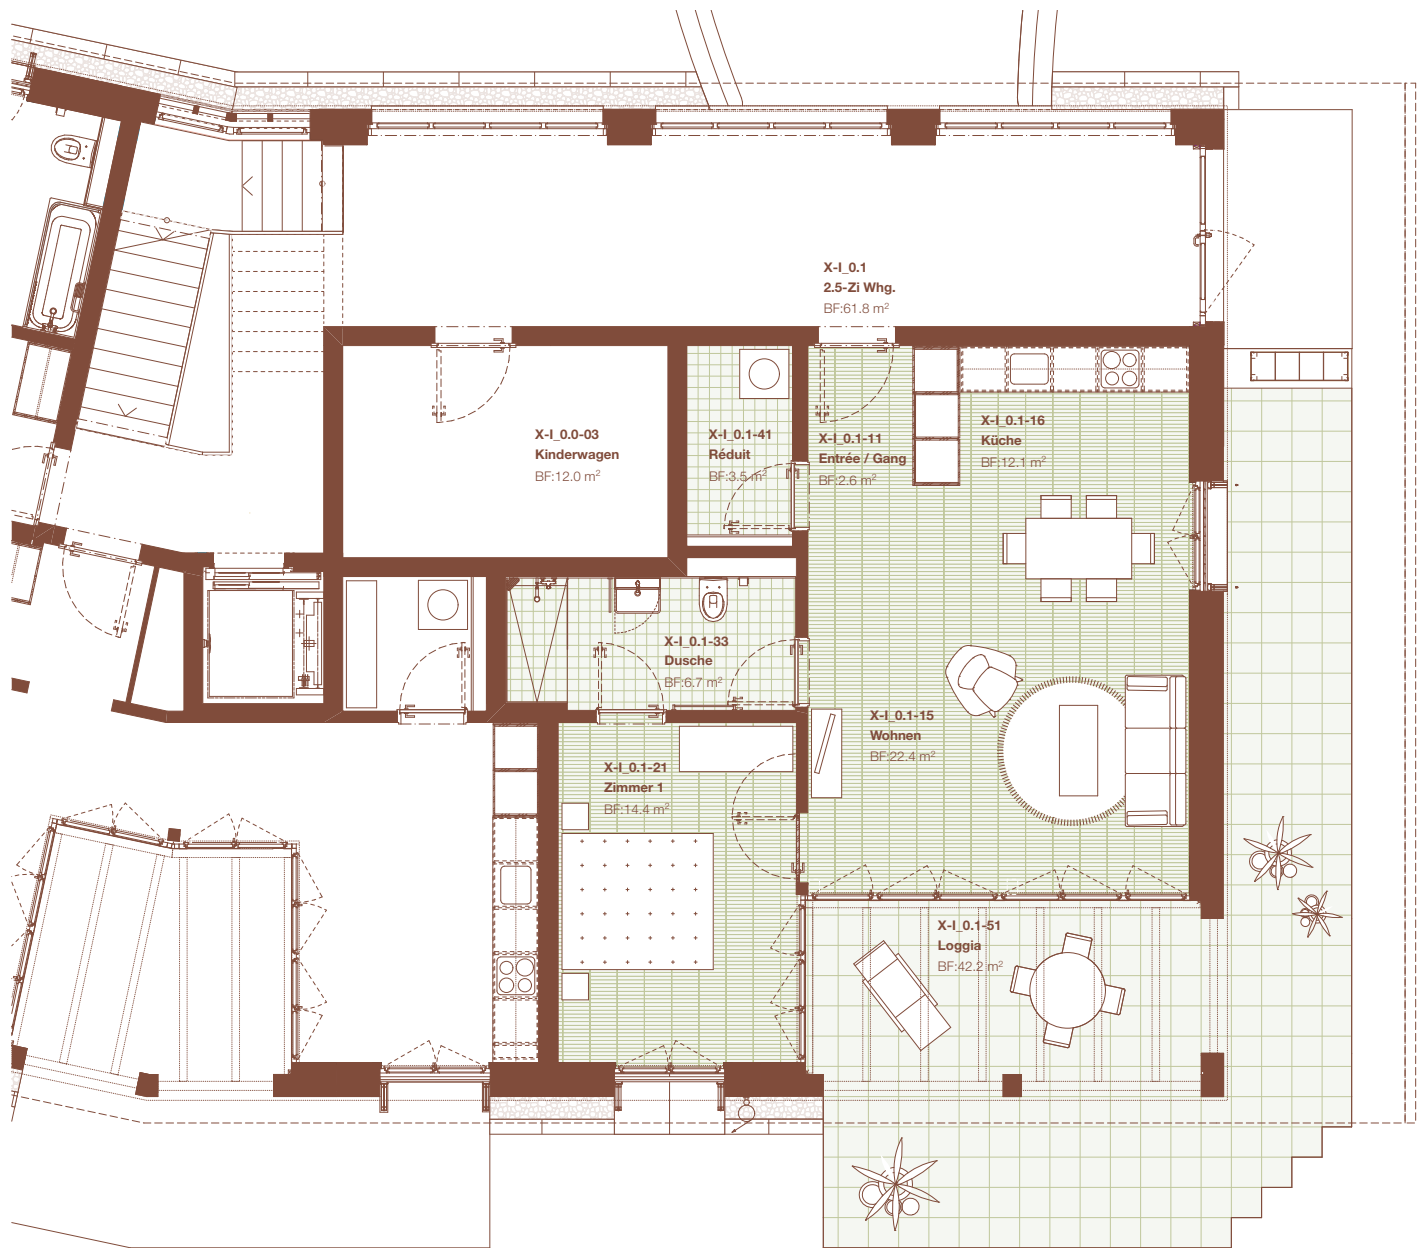 X-I_0.1
2.5-Zi Whg.
BF:61.8 m²
X-I_0.0-03
Kinderwagen
BF:12.0 m²
X-I_0.1-41
Réduit
BF:3.5 m²
X-I_0.1-11
Entrée / Gang
BF:2.6 m²
X-I_0.1-16
Küche
BF:12.1 m²
X-I_0.1-33
Dusche
BF:6.7 m²
X-I_0.1-15
Wohnen
BF:22.4 m²
X-I_0.1-21
Zimmer 1
BF:14.4 m²
X-I_0.1-51
Loggia
BF:42.2 m²